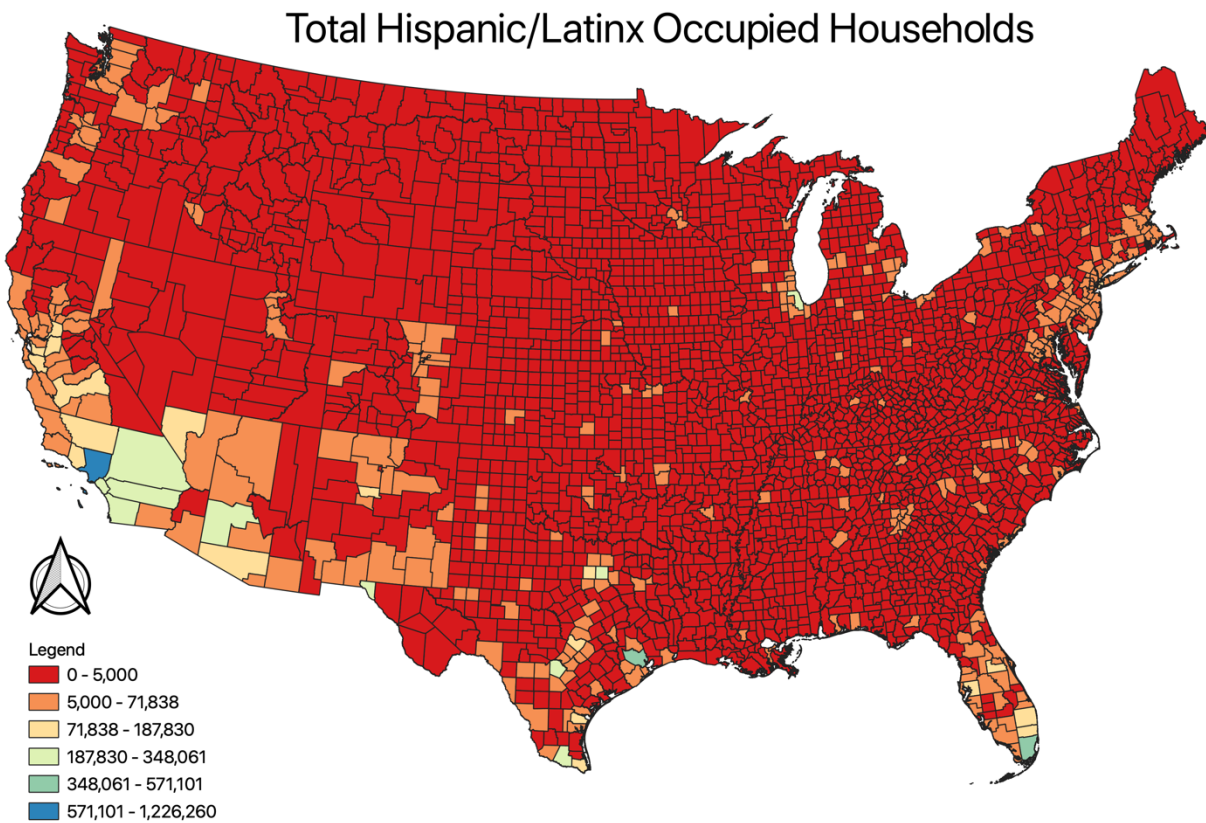 Total Hispanic/Latinx Occupied Households
Legend
0 - 5,000
5,000 - 71,838
71,838 - 187,830
187,830 - 348,061
348,061 - 571,101
571,101 - 1,226,260